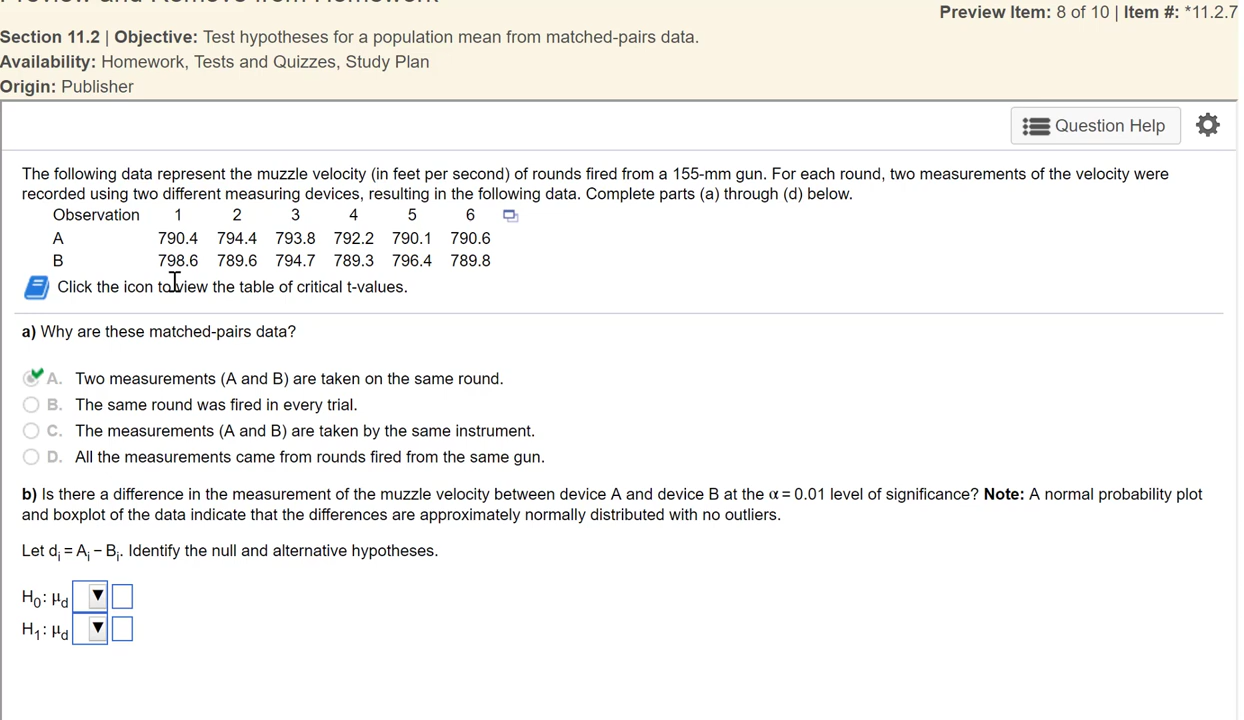 Preview and Remove from Homework
Preview Item: 8 of 10 | Item #: *11.2.7
Section 11.2 | Objective: Test hypotheses for a population mean from matched-pairs data.
Availability: Homework, Tests and Quizzes, Study Plan
Origin: Publisher
Question Help
The following data represent the muzzle velocity (in feet per second) of rounds fired from a 155-mm gun. For each round, two measurements of the velocity were
recorded using two different measuring devices, resulting in the following data. Complete parts (a) through (d) below.
Observation 1 2 3 4 5 6
A 790.4 794.4 793.8 792.2 790.1 790.6
B 798.6 789.6 794.7 789.3 796.4 789.8
Click the icon to view the table of critical t-values.
a) Why are these matched-pairs data?
A. Two measurements (A and B) are taken on the same round.
B. The same round was fired in every trial.
C. The measurements (A and B) are taken by the same instrument.
D. All the measurements came from rounds fired from the same gun.
b) Is there a difference in the measurement of the muzzle velocity between device A and device B at the α = 0.01 level of significance? Note: A normal probability plot
and boxplot of the data indicate that the differences are approximately normally distributed with no outliers.
Let dᵢ = Aᵢ − Bᵢ. Identify the null and alternative hypotheses.
H₀: μd
H₁: μd